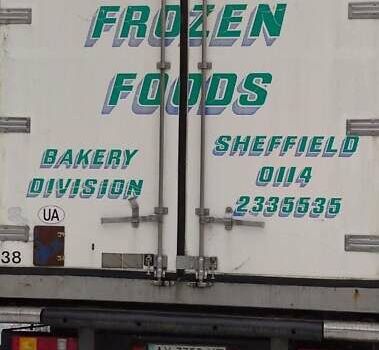 FROZEN
FOODS
BAKERY
DIVISION
SHEFFIELD
0114
2335535
UA
38